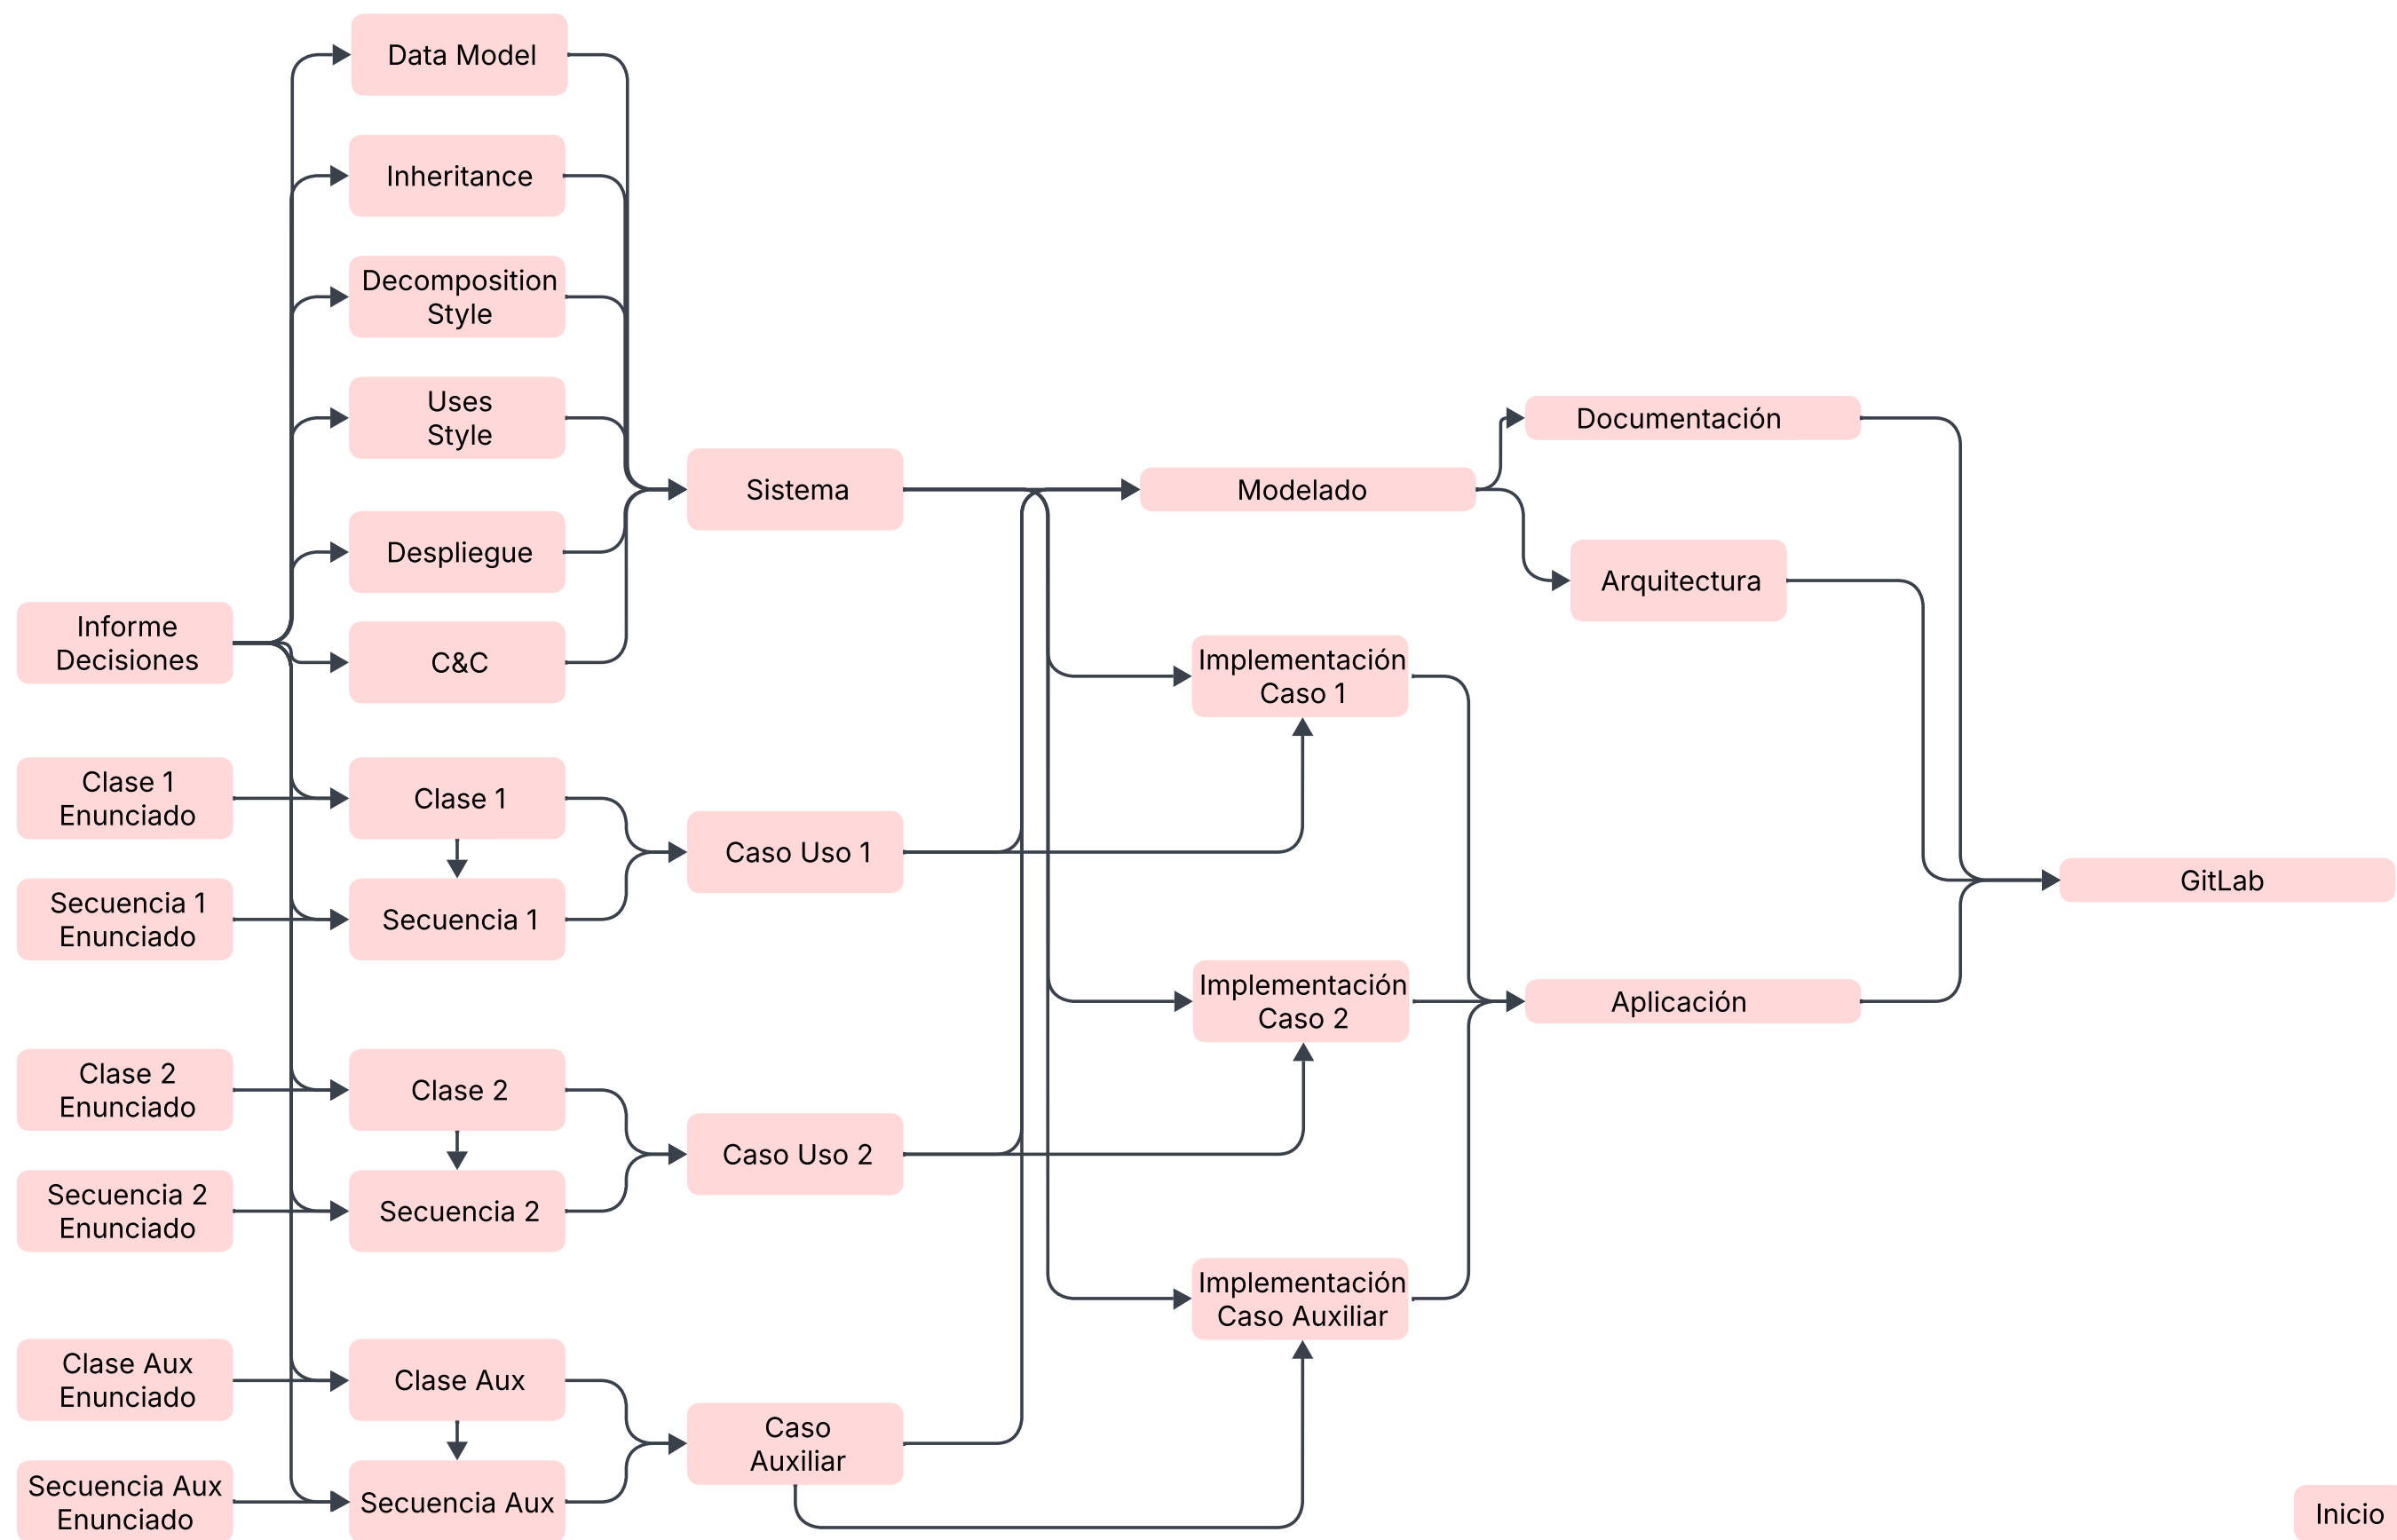 Data Model
Inheritance
Decomposition
Style
Uses
Style
Despliegue
C&C
Informe
Decisiones
Clase 1
Enunciado
Secuencia 1
Enunciado
Clase 2
Enunciado
Secuencia 2
Enunciado
Clase Aux
Enunciado
Secuencia Aux
Enunciado
Clase 1
Secuencia 1
Clase 2
Secuencia 2
Clase Aux
Secuencia Aux
Sistema
Caso Uso 1
Caso Uso 2
Caso
Auxiliar
Modelado
Implementación
Caso 1
Implementación
Caso 2
Implementación
Caso Auxiliar
Documentación
Arquitectura
Aplicación
GitLab
Inicio